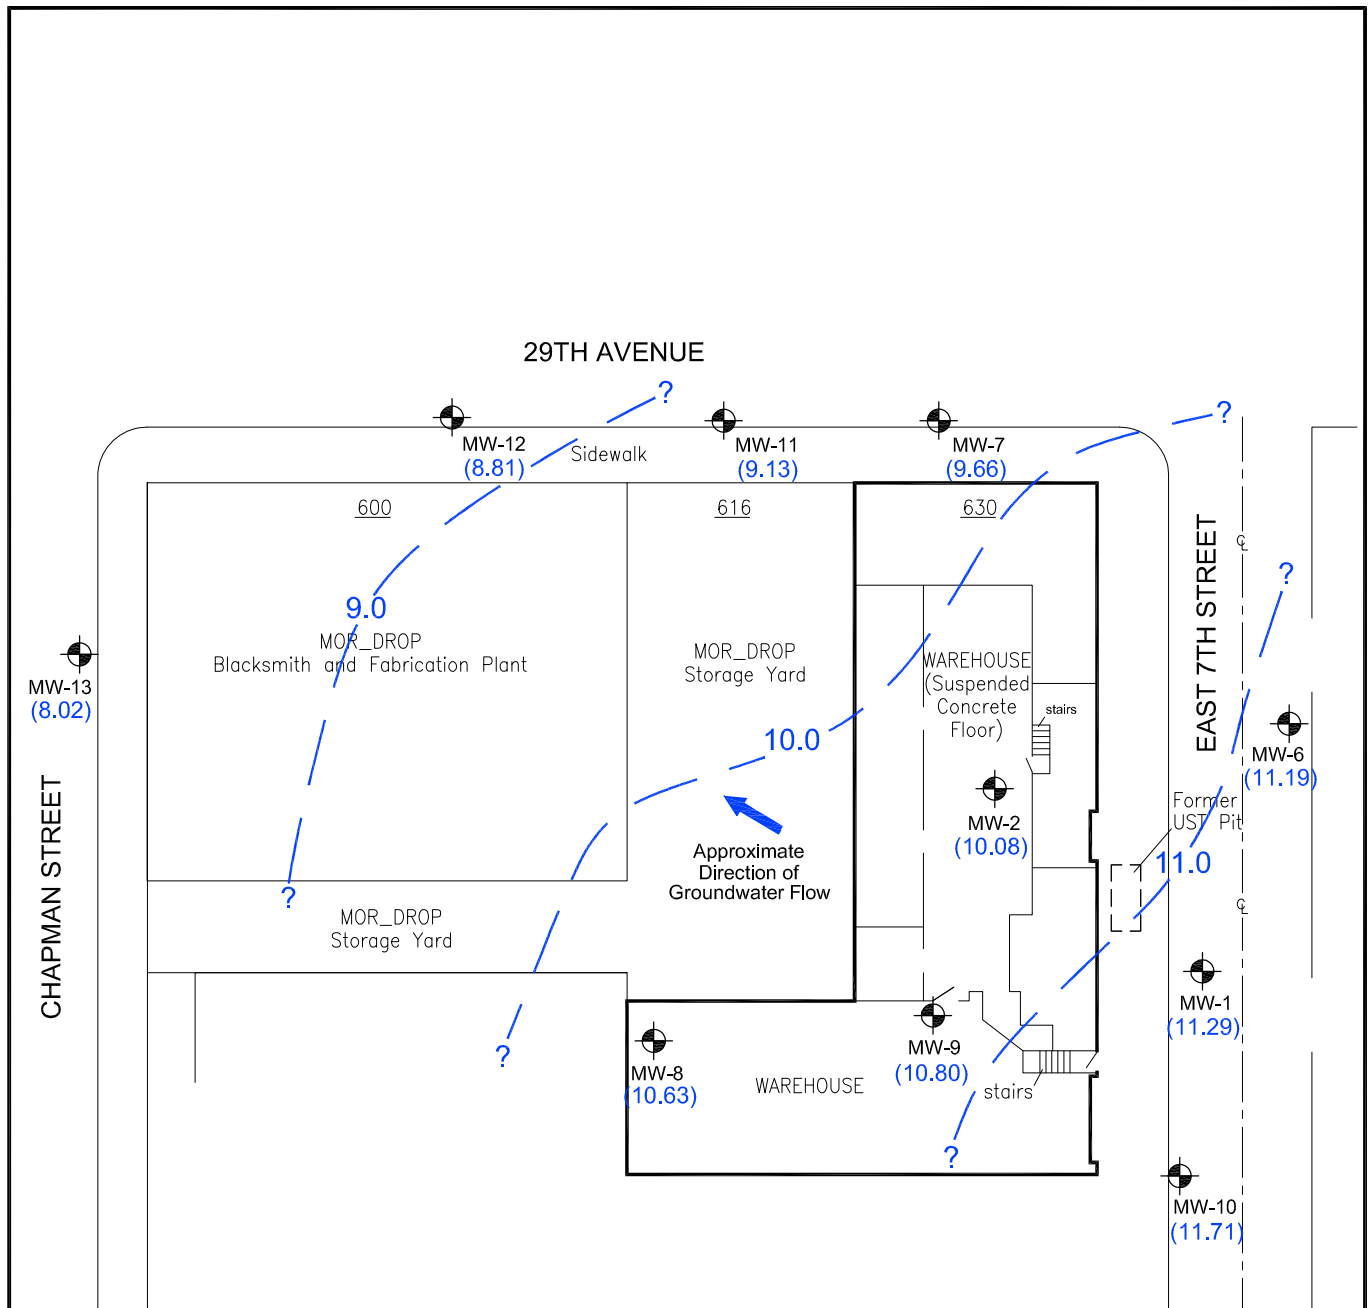 29TH AVENUE
?
?
MW-12
(8.81)
Sidewalk
MW-11
(9.13)
MW-7
(9.66)
600
616
630
℄
EAST 7TH STREET
?
9.0
MOR_DROP
Blacksmith and Fabrication Plant
MOR_DROP
Storage Yard
WAREHOUSE
(Suspended
Concrete
Floor)
stairs
MW-13
(8.02)
10.0
MW-6
(11.19)
CHAPMAN STREET
MW-2
(10.08)
Former
UST Pit
Approximate
Direction of
Groundwater Flow
11.0
?
℄
MOR_DROP
Storage Yard
MW-1
(11.29)
?
MW-8
(10.63)
WAREHOUSE
MW-9
(10.80)
stairs
?
MW-10
(11.71)